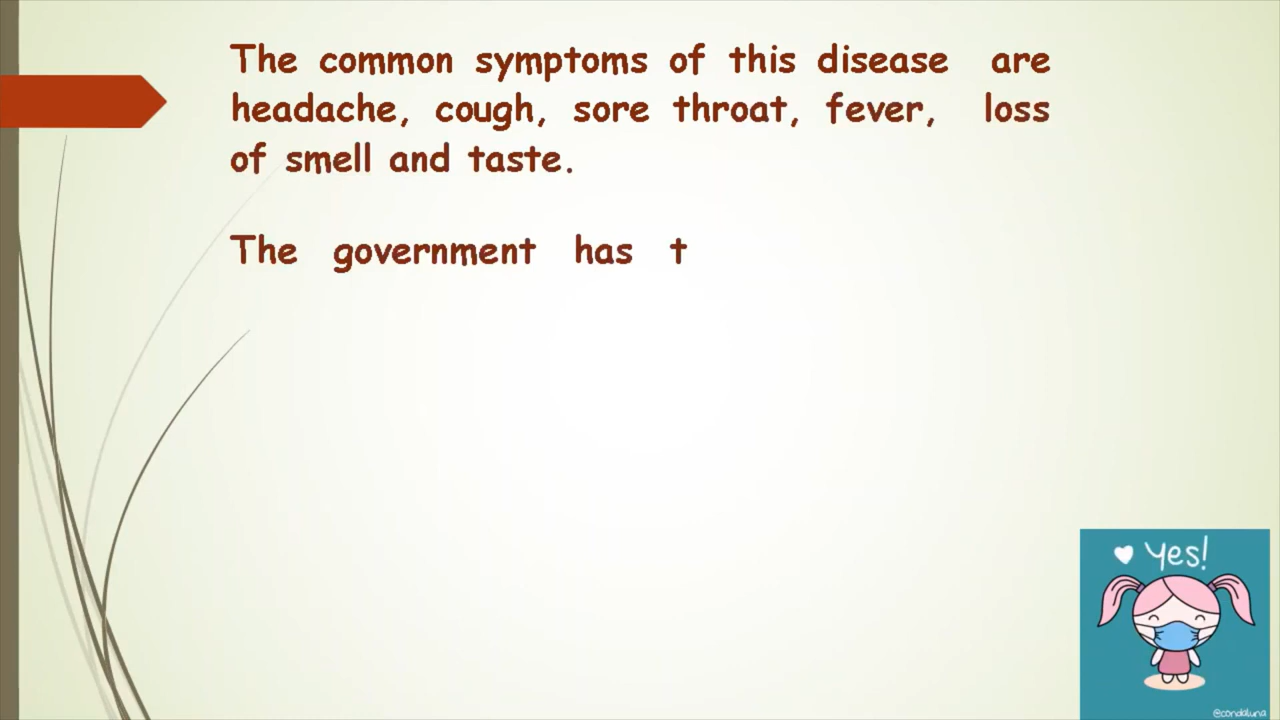 The common symptoms of this disease are
headache, cough, sore throat, fever, loss
of smell and taste.
The government has t
Yes!
@condaluna